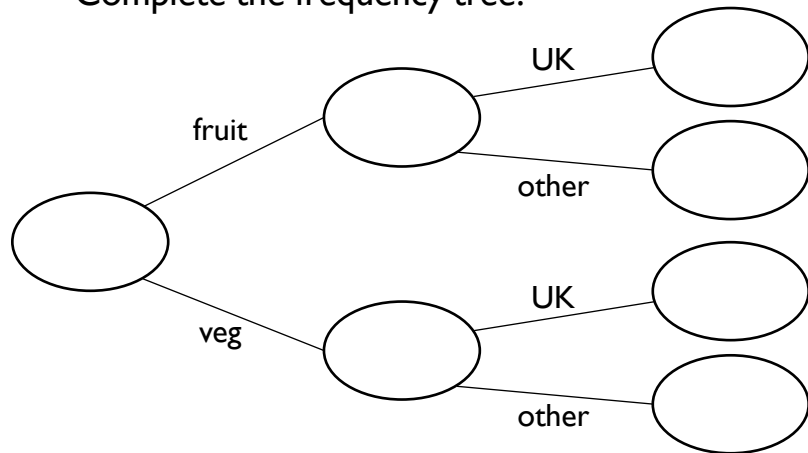 Complete the frequency tree.
UK
fruit
other
UK
veg
other